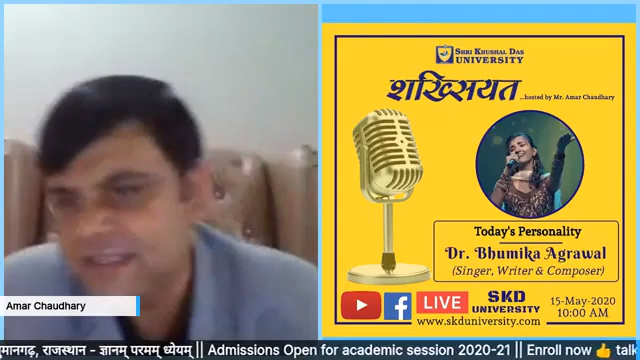 SHRI KHUSHAL DAS
UNIVERSITY
शख़्सियत
...hosted by Mr. Amar Chaudhary
Today's Personality
Dr. Bhumika Agrawal
(Singer, Writer & Composer)
LIVE
SKD
UNIVERSITY
15-May-2020
10:00 AM
www.skduniversity.com
Amar Chaudhary
राजस्थान - ज्ञानम् परमम् ध्येयम् || Admissions Open for academic session 2020-21 || Enroll now 👍